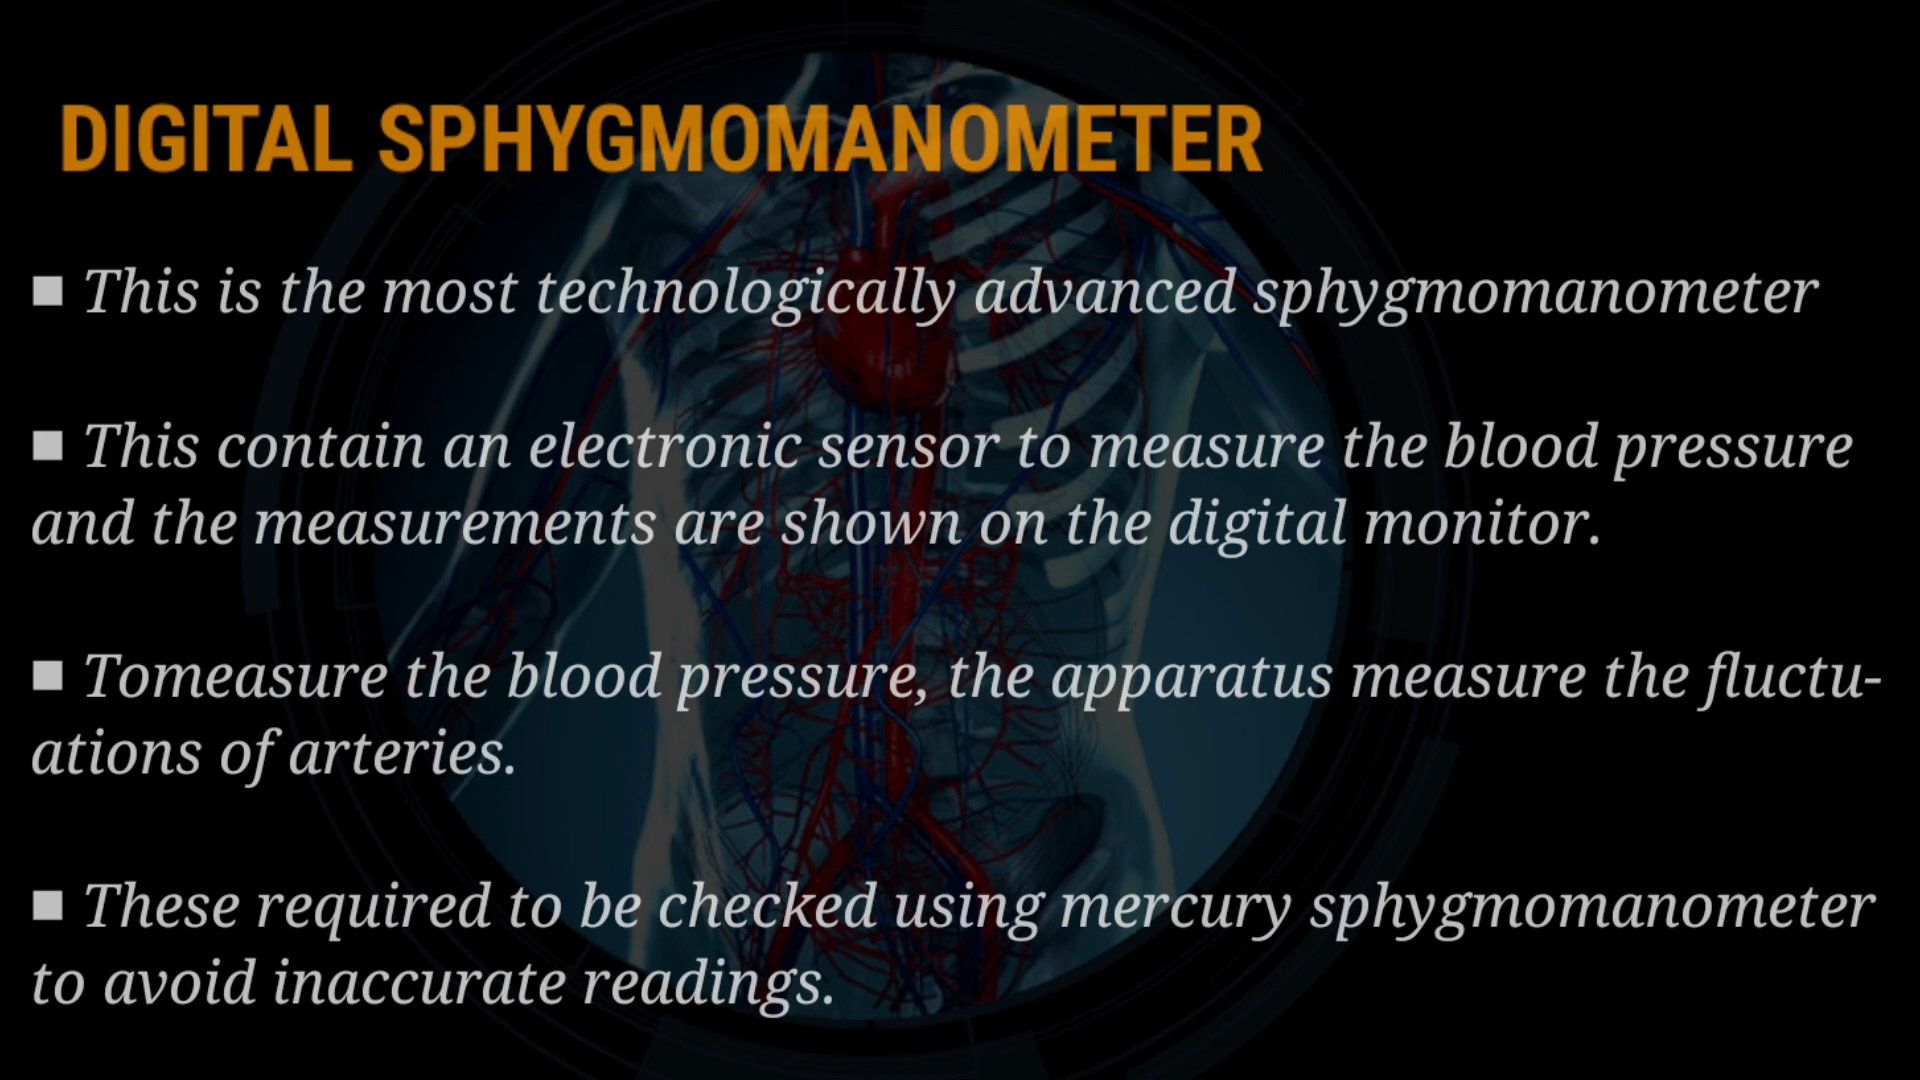 DIGITAL SPHYGMOMANOMETER
■ This is the most technologically advanced sphygmomanometer
■ This contain an electronic sensor to measure the blood pressure
and the measurements are shown on the digital monitor.
■ Tomeasure the blood pressure, the apparatus measure the fluctu-
ations of arteries.
■ These required to be checked using mercury sphygmomanometer
to avoid inaccurate readings.